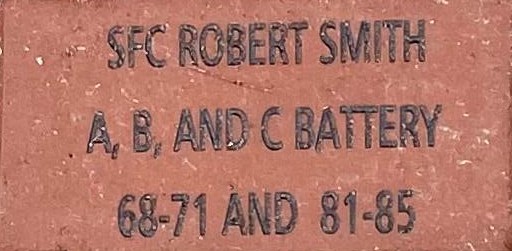 SFC ROBERT SMITH
A, B, AND C BATTERY
68-71 AND 81-85